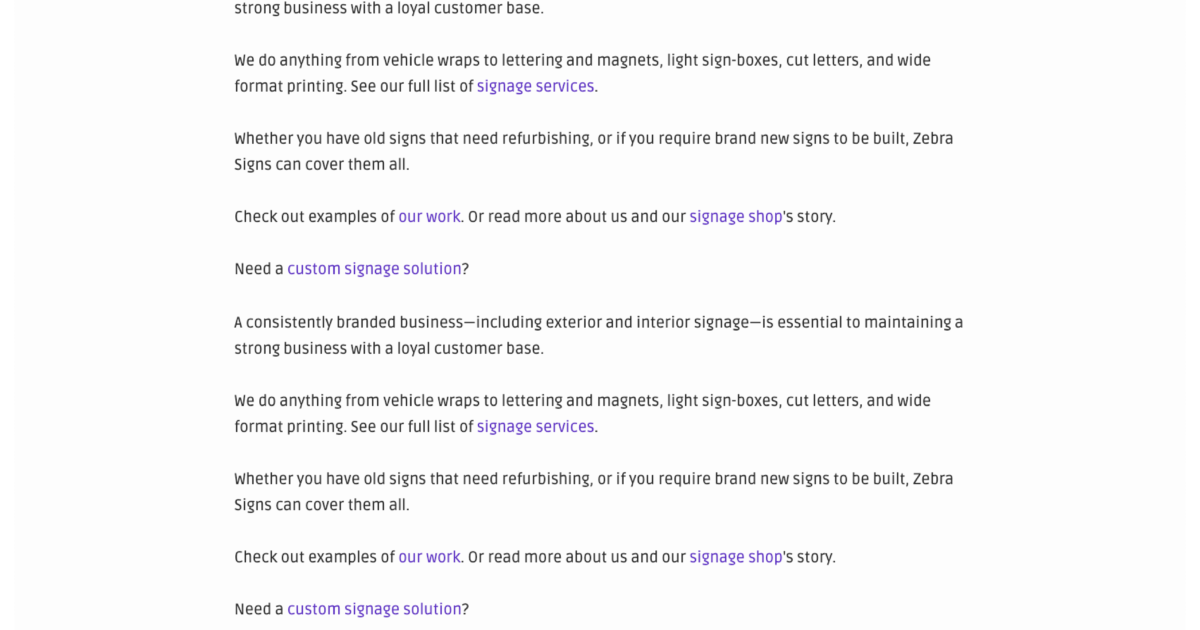 strong business with a loyal customer base.
We do anything from vehicle wraps to lettering and magnets, light sign-boxes, cut letters, and wide
format printing. See our full list of signage services.
Whether you have old signs that need refurbishing, or if you require brand new signs to be built, Zebra
Signs can cover them all.
Check out examples of our work. Or read more about us and our signage shop's story.
Need a custom signage solution?
A consistently branded business—including exterior and interior signage—is essential to maintaining a
strong business with a loyal customer base.
We do anything from vehicle wraps to lettering and magnets, light sign-boxes, cut letters, and wide
format printing. See our full list of signage services.
Whether you have old signs that need refurbishing, or if you require brand new signs to be built, Zebra
Signs can cover them all.
Check out examples of our work. Or read more about us and our signage shop's story.
Need a custom signage solution?